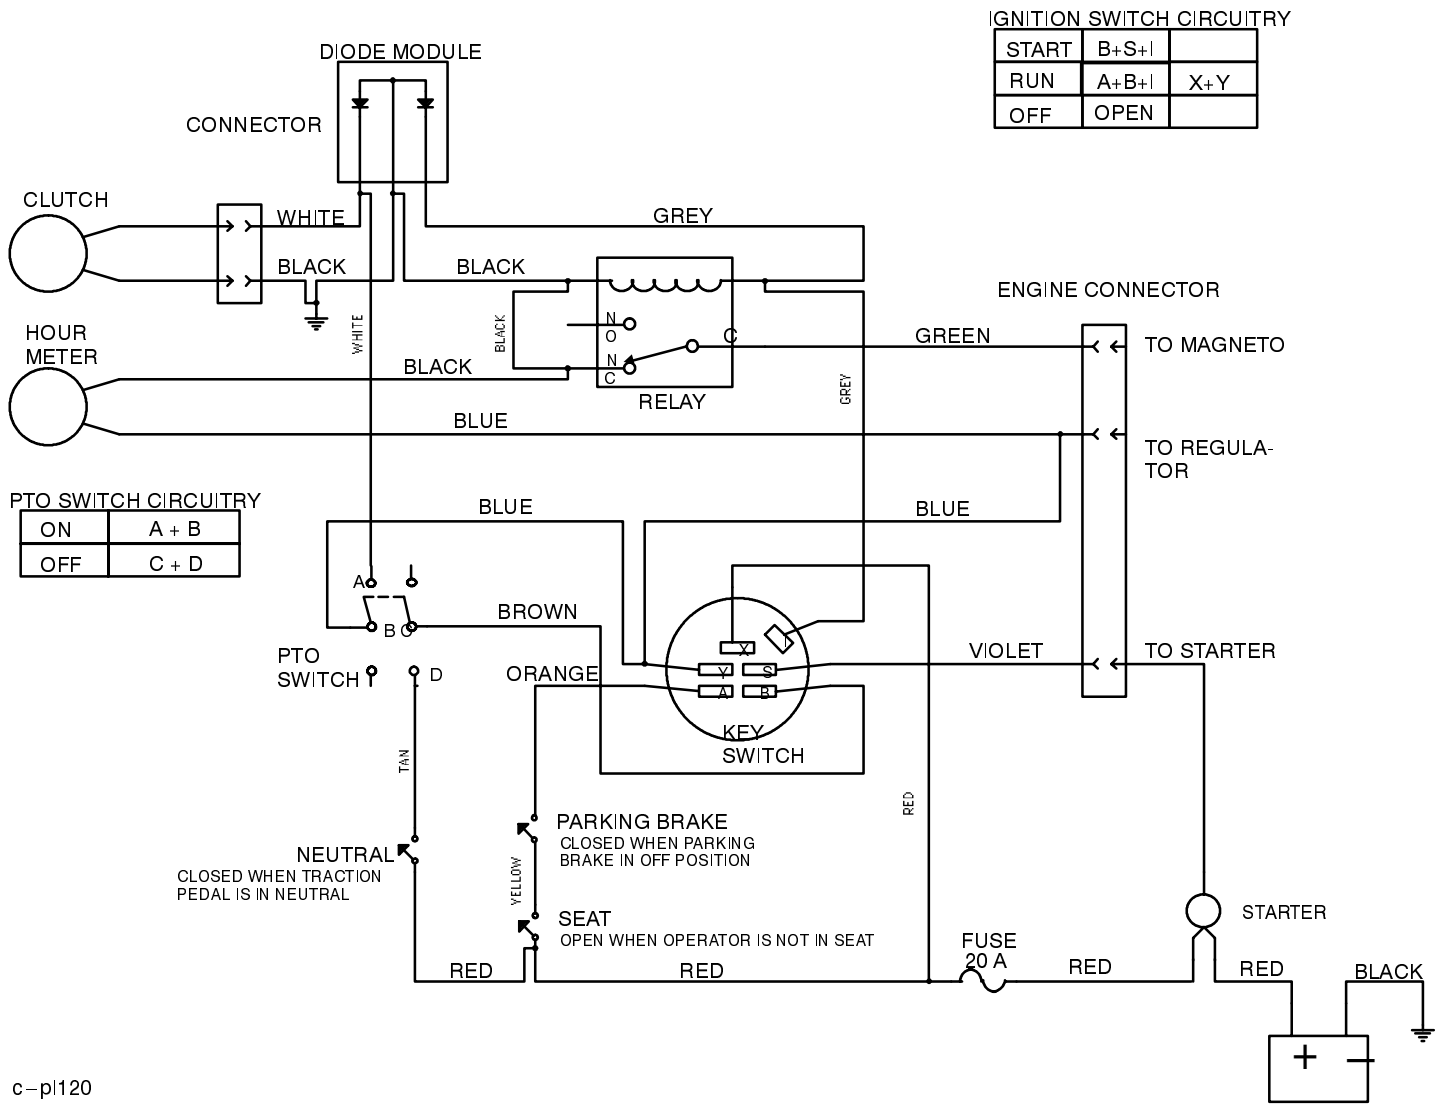 IGNITION SWITCH CIRCUITRY
START B+S+I
RUN A+B+I X+Y
OFF OPEN
DIODE MODULE
CONNECTOR
CLUTCH
WHITE
GREY
BLACK
BLACK
ENGINE CONNECTOR
HOUR
METER
WHITE
BLACK
N
O
C
N
C
GREEN
TO MAGNETO
BLACK
RELAY
GREY
BLUE
TO REGULA-
TOR
PTO SWITCH CIRCUITRY
ON A + B
OFF C + D
BLUE
BLUE
A
B C
BROWN
X
I
PTO
SWITCH
D
ORANGE
Y
S
A
B
VIOLET
TO STARTER
KEY
SWITCH
TAN
RED
PARKING BRAKE
CLOSED WHEN PARKING
BRAKE IN OFF POSITION
NEUTRAL
CLOSED WHEN TRACTION
PEDAL IS IN NEUTRAL
YELLOW
SEAT
OPEN WHEN OPERATOR IS NOT IN SEAT
STARTER
FUSE
20 A
RED
RED
RED
RED
BLACK
+ −
c-pl120